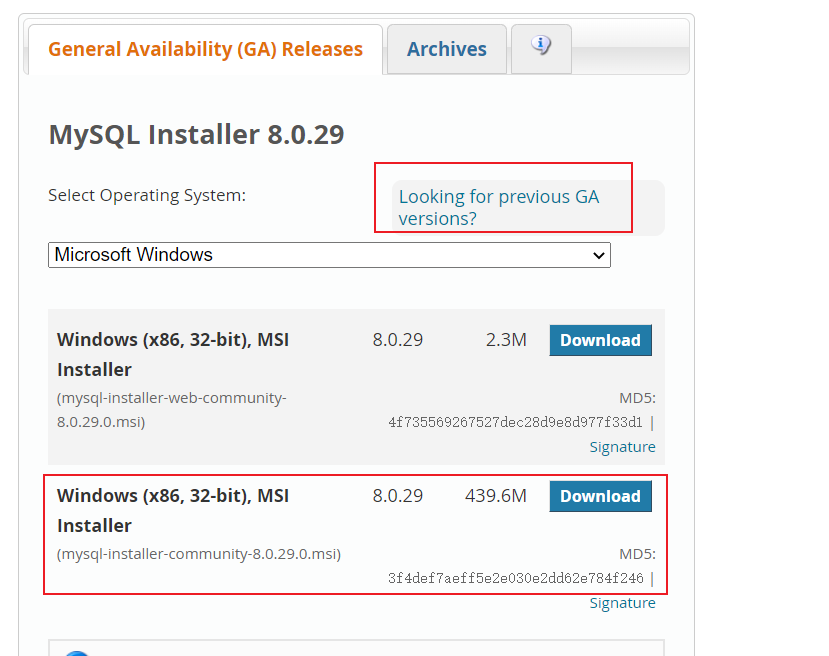 General Availability (GA) Releases
Archives
MySQL Installer 8.0.29
Select Operating System:
Looking for previous GA
versions?
Microsoft Windows
Windows (x86, 32-bit), MSI
Installer
8.0.29
2.3M
Download
(mysql-installer-web-community-
8.0.29.0.msi)
MD5:
4f735569267527dec28d9e8d977f33d1 |
Signature
Windows (x86, 32-bit), MSI
Installer
8.0.29
439.6M
Download
(mysql-installer-community-8.0.29.0.msi)
MD5:
3f4def7aeff5e2e030e2dd62e784f246 |
Signature